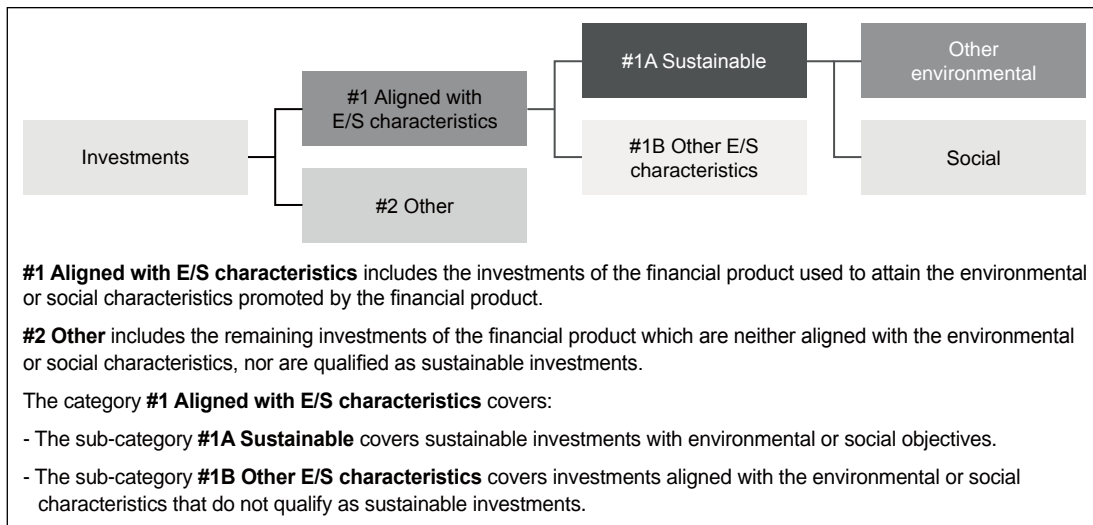 Investments
#1 Aligned with
E/S characteristics
#2 Other
#1A Sustainable
#1B Other E/S
characteristics
Other
environmental
Social
#1 Aligned with E/S characteristics includes the investments of the financial product used to attain the environmental
or social characteristics promoted by the financial product.
#2 Other includes the remaining investments of the financial product which are neither aligned with the environmental
or social characteristics, nor are qualified as sustainable investments.
The category #1 Aligned with E/S characteristics covers:
- The sub-category #1A Sustainable covers sustainable investments with environmental or social objectives.
- The sub-category #1B Other E/S characteristics covers investments aligned with the environmental or social
characteristics that do not qualify as sustainable investments.